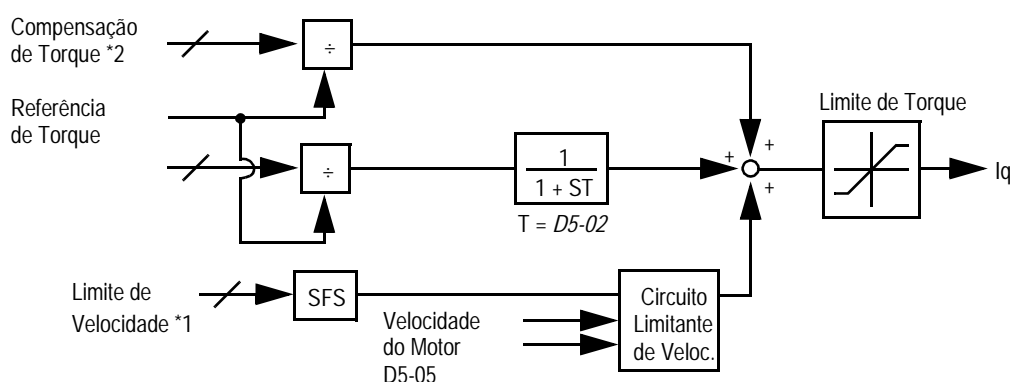 Compensação
de Torque *2
÷
Referência
de Torque
÷
1
1 + ST
T = D5-02
+
+
+
Limite de Torque
Iq
Limite de
Velocidade *1
SFS
Velocidade
do Motor
D5-05
Circuito
Limitante
de Veloc.